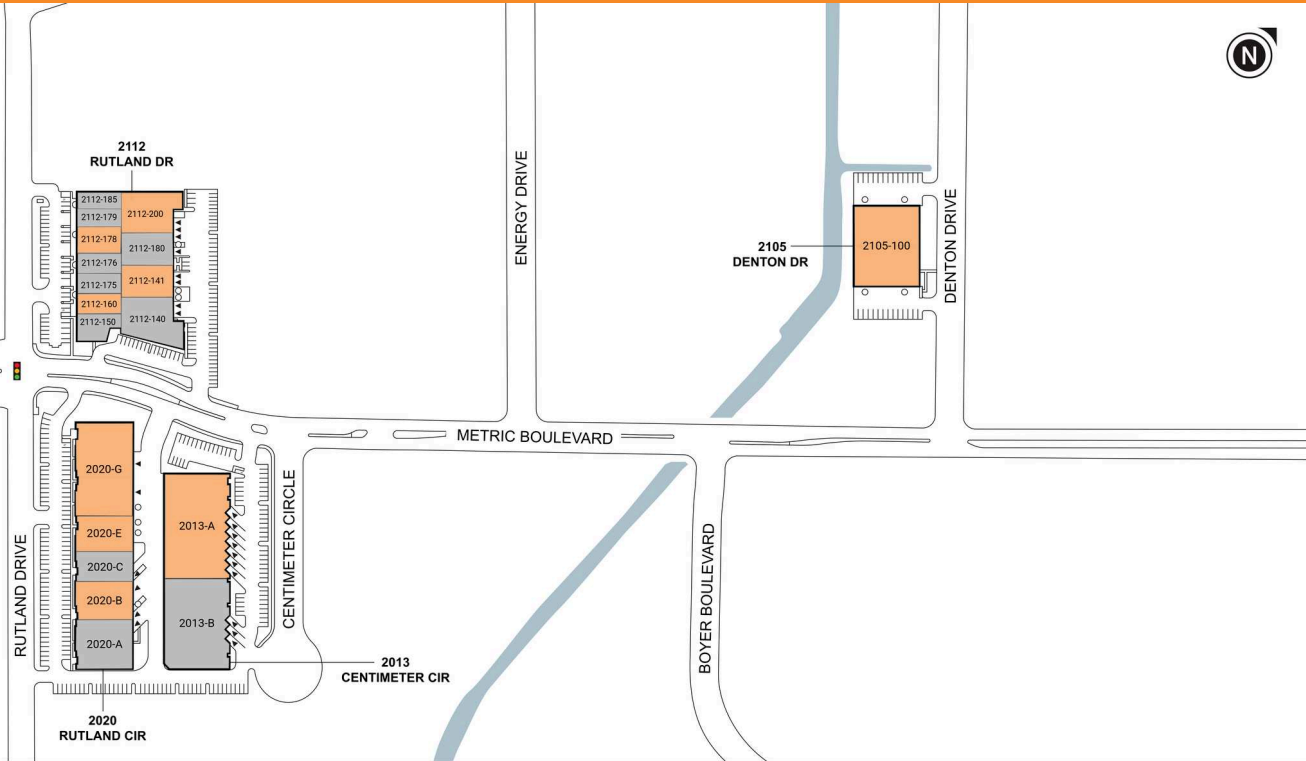 N
2112
RUTLAND DR
2112-185
2112-179
2112-178
2112-176
2112-175
2112-160
2112-150
2112-200
2112-180
2112-141
2112-140
ENERGY DRIVE
2105
DENTON DR
2105-100
DENTON DRIVE
METRIC BOULEVARD
RUTLAND DRIVE
2020-G
2020-E
2020-C
2020-B
2020-A
2013-A
2013-B
CENTIMETER CIRCLE
BOYER BOULEVARD
2013
CENTIMETER CIR
2020
RUTLAND CIR